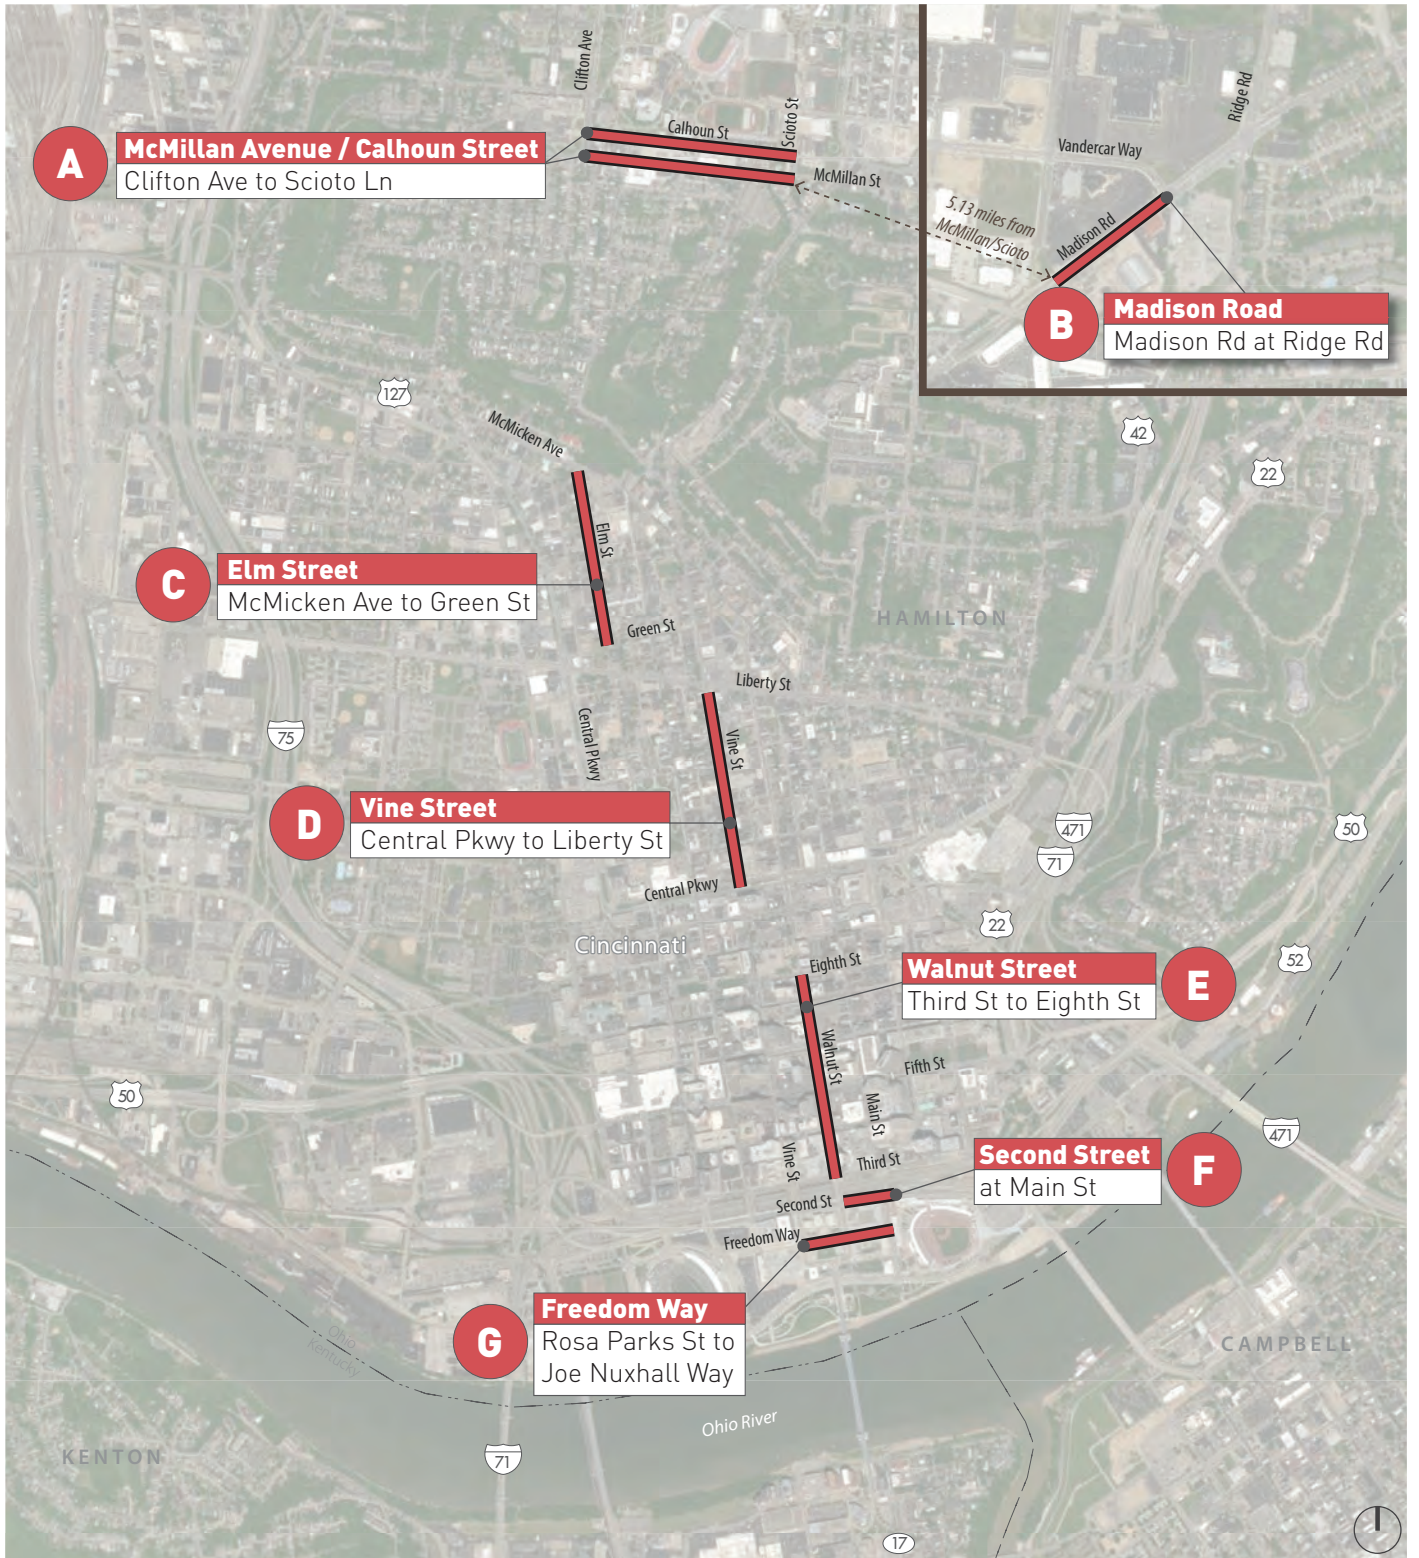 Clifton Ave
Calhoun St
Scioto St
McMillan St
A
McMillan Avenue / Calhoun Street
Clifton Ave to Scioto Ln
Ridge Rd
Vandercar Way
Madison Rd
5.13 miles from
McMillan/Scioto
B
Madison Road
Madison Rd at Ridge Rd
127
42
22
McMicken Ave
Elm St
C
Elm Street
McMicken Ave to Green St
Green St
HAMILTON
Liberty St
75
Central Pkwy
Vine St
D
Vine Street
Central Pkwy to Liberty St
471
71
50
Central Pkwy
22
Cincinnati
52
Eighth St
Walnut Street
Third St to Eighth St
E
Walnut St
Fifth St
50
Main St
471
Vine St
Third St
Second Street
at Main St
F
Second St
Freedom Way
G
Freedom Way
Rosa Parks St to
Joe Nuxhall Way
Ohio
Kentucky
CAMPBELL
Ohio River
KENTON
71
17